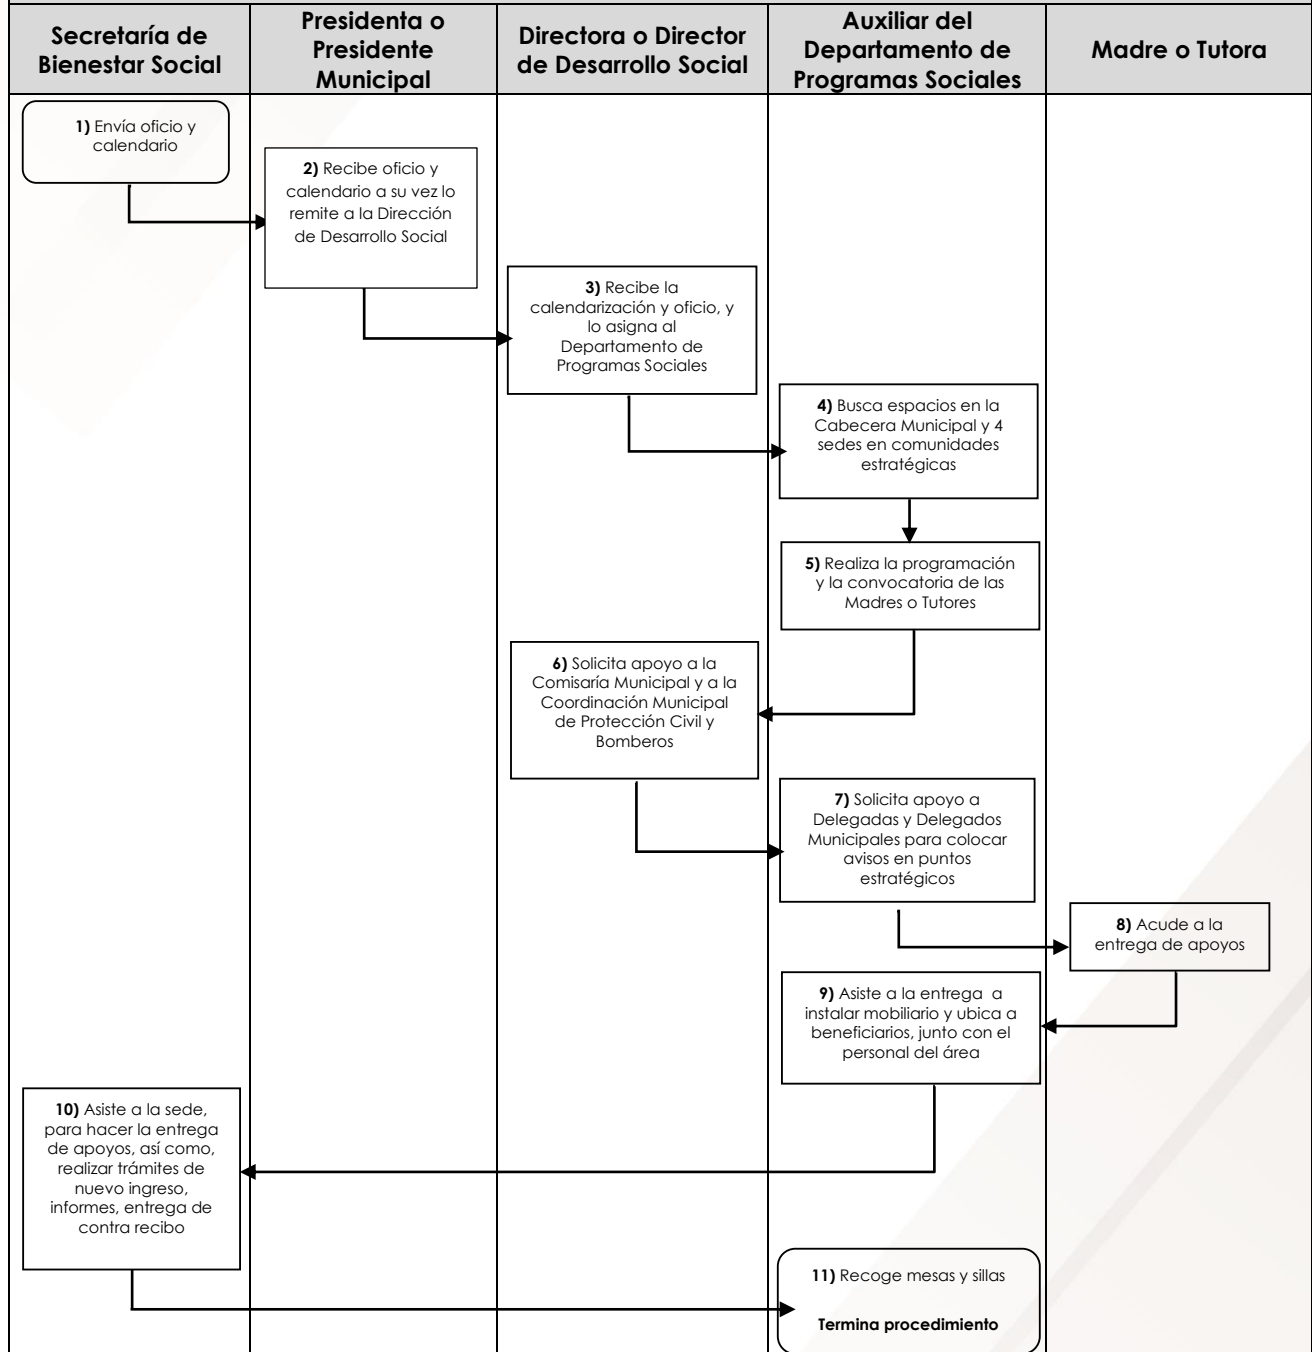 Secretaría de
Bienestar Social
Presidenta o
Presidente
Municipal
Directora o Director
de Desarrollo Social
Auxiliar del
Departamento de
Programas Sociales
Madre o Tutora
1) Envía oficio y
calendario
2) Recibe oficio y
calendario a su vez lo
remite a la Dirección
de Desarrollo Social
3) Recibe la
calendarización y oficio, y
lo asigna al
Departamento de
Programas Sociales
4) Busca espacios en la
Cabecera Municipal y 4
sedes en comunidades
estratégicas
5) Realiza la programación
y la convocatoria de las
Madres o Tutores
6) Solicita apoyo a la
Comisaría Municipal y a la
Coordinación Municipal
de Protección Civil y
Bomberos
7) Solicita apoyo a
Delegadas y Delegados
Municipales para colocar
avisos en puntos
estratégicos
8) Acude a la
entrega de apoyos
9) Asiste a la entrega a
instalar mobiliario y ubica a
beneficiarios, junto con el
personal del área
10) Asiste a la sede,
para hacer la entrega
de apoyos, así como,
realizar trámites de
nuevo ingreso,
informes, entrega de
contra recibo
11) Recoge mesas y sillas
Termina procedimiento